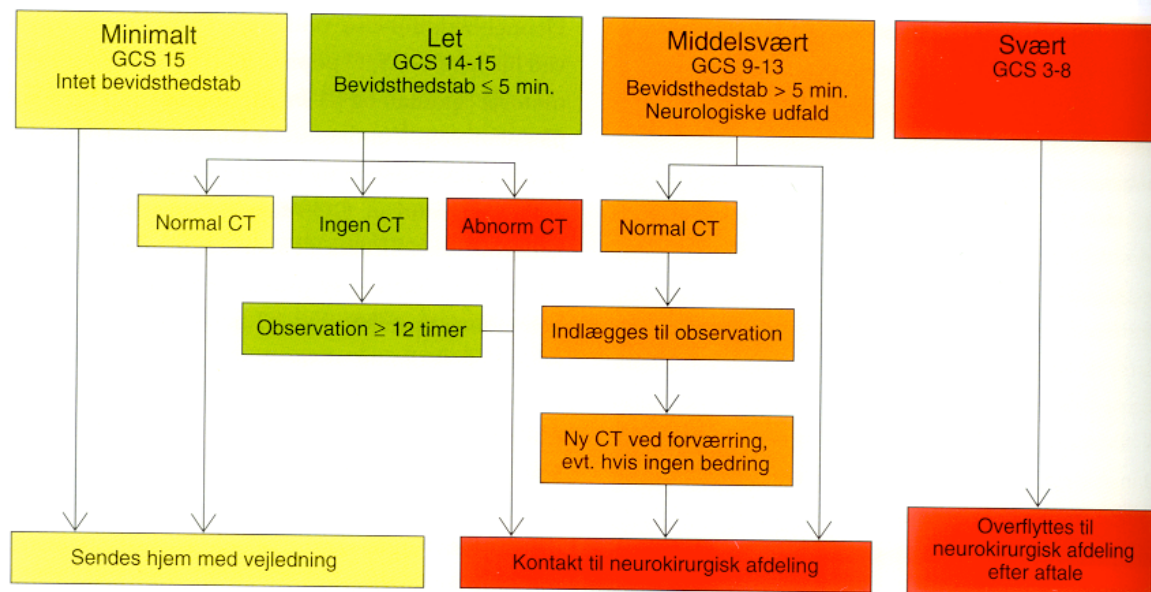 Minimalt
GCS 15
Intet bevidsthedstab
Let
GCS 14-15
Bevidsthedstab ≤ 5 min.
Middelsvært
GCS 9-13
Bevidsthedstab > 5 min.
Neurologiske udfald
Svært
GCS 3-8
Normal CT
Ingen CT
Abnorm CT
Normal CT
Observation ≥ 12 timer
Indlægges til observation
Ny CT ved forværring,
evt. hvis ingen bedring
Sendes hjem med vejledning
Kontakt til neurokirurgisk afdeling
Overflyttes til
neurokirurgisk afdeling
efter aftale